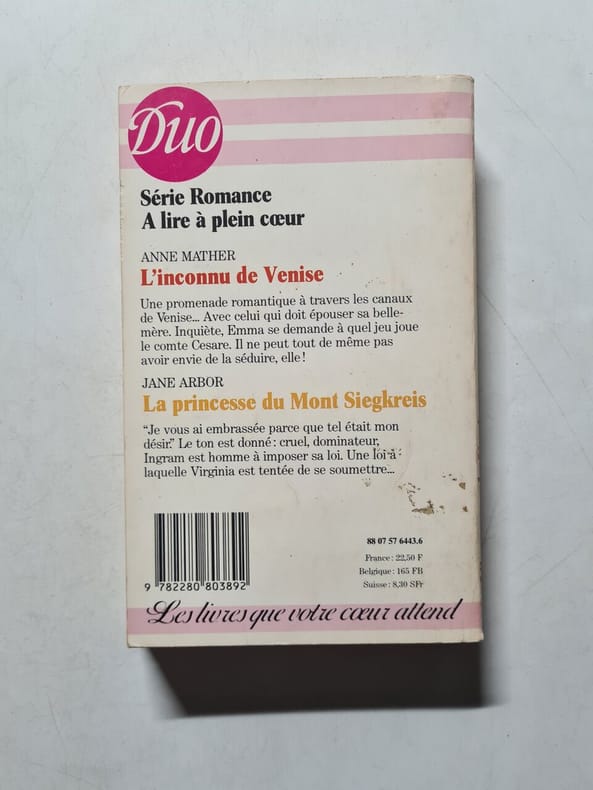 Duo
Série Romance
A lire à plein cœur
ANNE MATHER
L'inconnu de Venise
Une promenade romantique à travers les canaux
de Venise... Avec celui qui doit épouser sa belle-
mère. Inquiète, Emma se demande à quel jeu joue
le comte Cesare. Il ne peut tout de même pas
avoir envie de la séduire, elle!
JANE ARBOR
La princesse du Mont Siegkreis
“Je vous ai embrassée parce que tel était mon
désir.” Le ton est donné: cruel, dominateur,
Ingram est homme à imposer sa loi. Une loi à
laquelle Virginia est tentée de se soumettre...
88 07 57 6443.6
France: 22,50 F
Belgique: 165 FB
Suisse: 8,30 SFr
9 782280 803892
Les livres que votre cœur attend